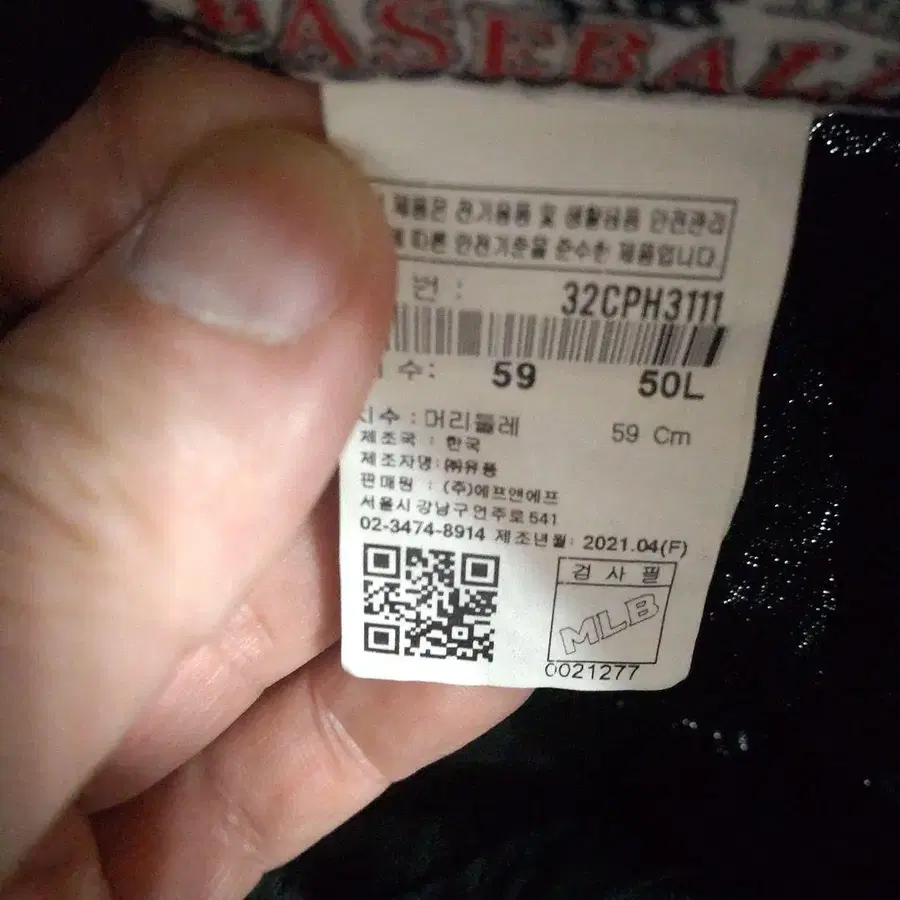 BASEBALL
제품은 전기용품 및 생활용품 안전관리
따른 안전기준을 준수한 제품입니다.
번 : 32CPH3111
수: 59 50L
치수 : 머리둘레 59 Cm
제조국 : 한국
제조자명: ㈜유풍
판매원 : (주)에프앤에프
서울시 강남구 언주로 541
02-3474-8914 제조년월: 2021.04(F)
검 사 필
MLB
0021277